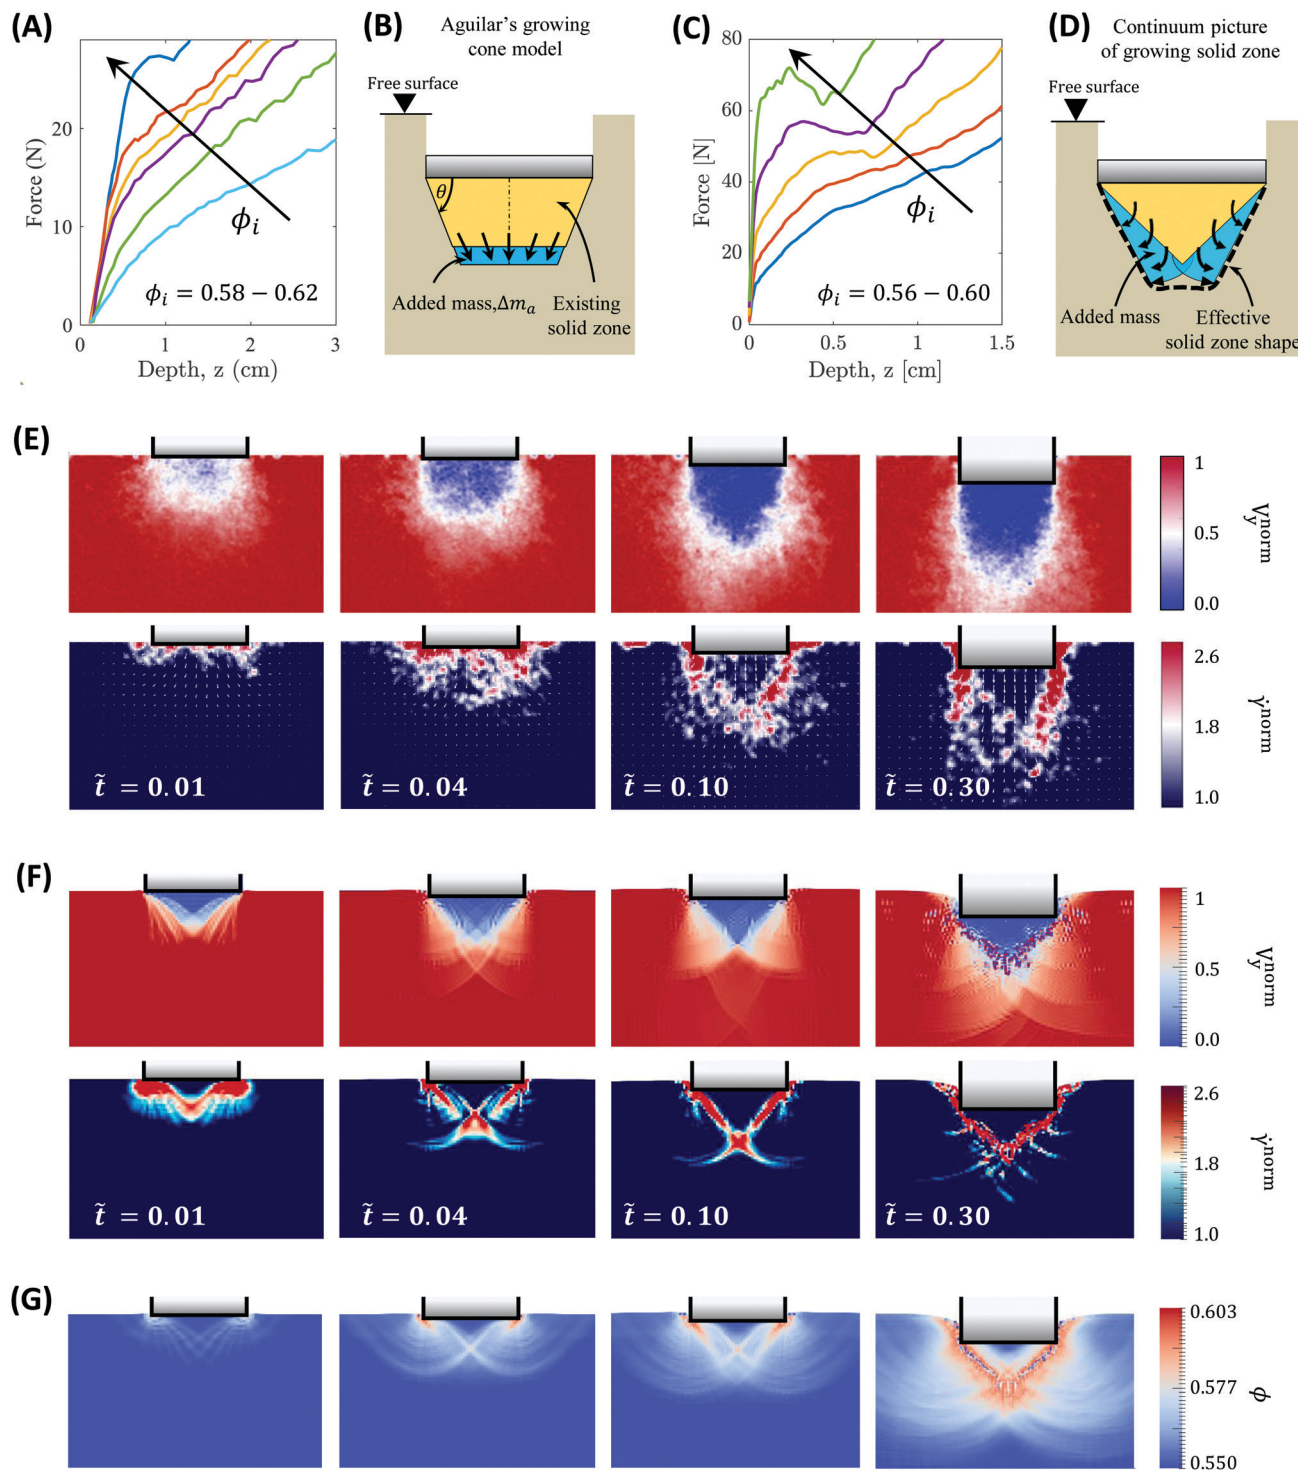 (A)
Force (N)
20
10
0
0
1
2
3
Depth, z (cm)
ϕi
ϕi = 0.58 − 0.62
(B)
Aguilar's growing
cone model
Free surface
θ
Added mass,Δma
Existing
solid zone
(C)
Force [N]
80
60
40
20
0
0
0.5
1
1.5
Depth, z [cm]
ϕi
ϕi = 0.56 − 0.60
(D)
Continuum picture
of growing solid zone
Free surface
Added mass
Effective
solid zone shape
(E)
1
0.5
0.0
Vynorm
t̃ = 0.01
t̃ = 0.04
t̃ = 0.10
t̃ = 0.30
2.6
1.8
1.0
γ̇norm
(F)
1
0.5
0.0
Vynorm
t̃ = 0.01
t̃ = 0.04
t̃ = 0.10
t̃ = 0.30
2.6
1.8
1.0
γ̇norm
(G)
0.603
0.577
0.550
ϕ